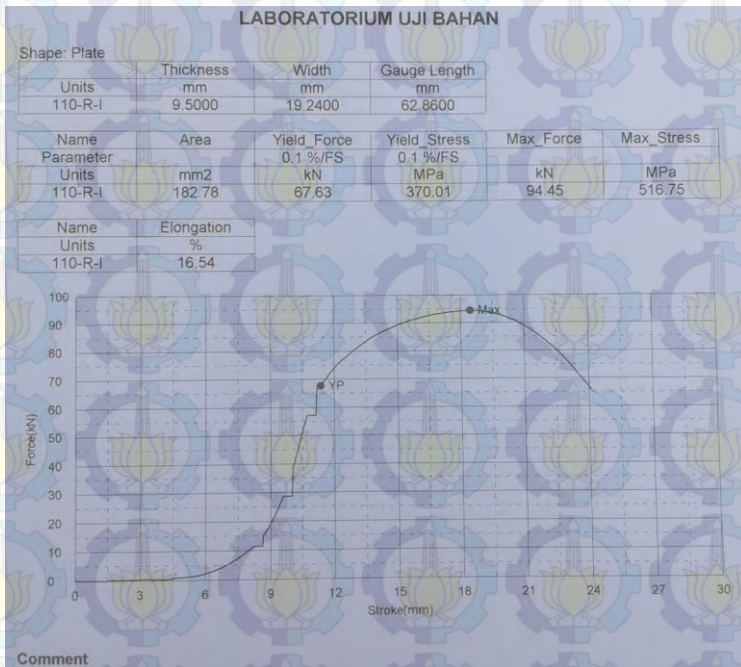 LABORATORIUM UJI BAHAN
Shape: Plate
Thickness Width Gauge Length
Units mm mm mm
110-R-I 9.5000 19.2400 62.8600
Name Area Yield_Force Yield_Stress Max_Force Max_Stress
Parameter 0.1 %/FS 0.1 %/FS
Units mm2 kN MPa kN MPa
110-R-I 182.78 67.63 370.01 94.45 516.75
Name Elongation
Units %
110-R-I 16.54
100
90
80
70
60
50
40
30
20
10
0
Force(kN)
Max
YP
0 3 6 9 12 15 18 21 24 27 30
Stroke(mm)
Comment